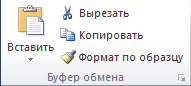 Вставить
Вырезать
Копировать
Формат по образцу
Буфер обмена